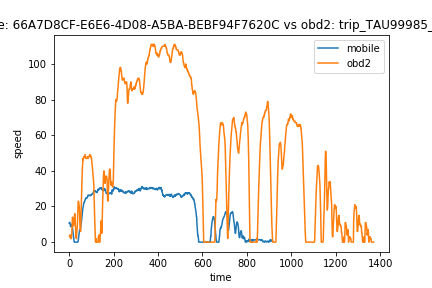 e: 66A7D8CF-E6E6-4D08-A5BA-BEBF94F7620C vs obd2: trip_TAU99985_
mobile
obd2
speed
100
80
60
40
20
0
0 200 400 600 800 1000 1200 1400
time